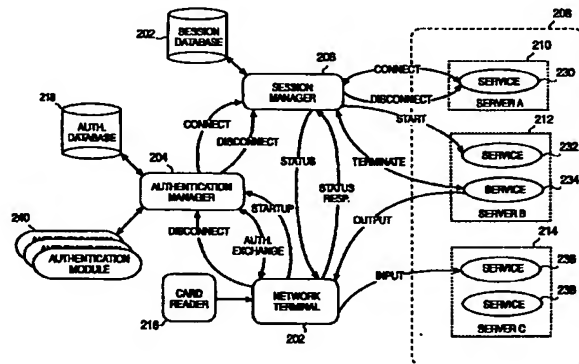 202
SESSION
DATABASE
206
SESSION
MANAGER
208
210
CONNECT
SERVICE
230
DISCONNECT
SERVER A
START
218
AUTH.
DATABASE
CONNECT
DISCONNECT
204
AUTHENTICATION
MANAGER
STATUS
STATUS
RESP.
TERMINATE
212
SERVICE
232
SERVICE
234
SERVER B
240
AUTHENTICATION
MODULE
STARTUP
DISCONNECT
AUTH.
EXCHANGE
OUTPUT
INPUT
214
SERVICE
236
SERVICE
238
SERVER C
CARD
READER
216
NETWORK
TERMINAL
202